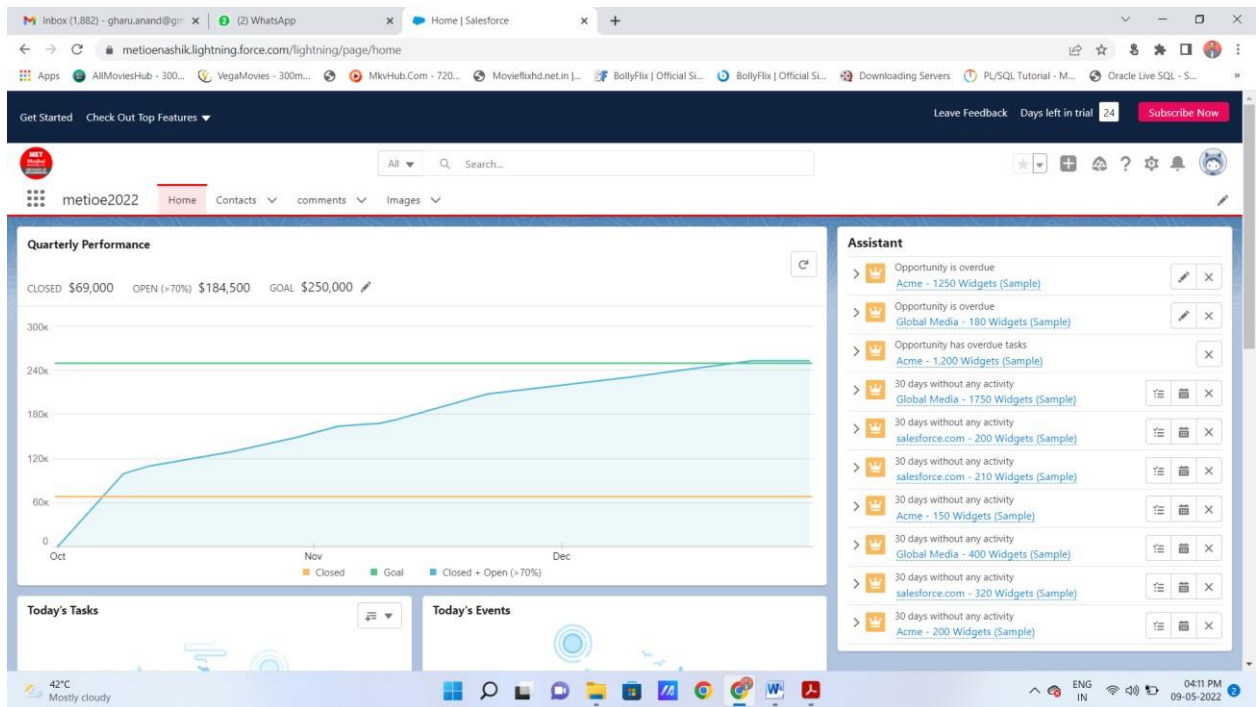 Inbox (1,882) - gharu.anand@gm
(2) WhatsApp
Home | Salesforce
metioenashik.lightning.force.com/lightning/page/home
Apps AllMoviesHub - 300... VegaMovies - 300m... MkvHub.Com - 720... Movieflixhd.net.in |... BollyFlix | Official Si... BollyFlix | Official Si... Downloading Servers PL/SQL Tutorial - M... Oracle Live SQL - S... »
Get Started Check Out Top Features Leave Feedback Days left in trial 24 Subscribe Now
MET
All Search...
metioe2022 Home Contacts comments Images
Quarterly Performance
CLOSED $69,000 OPEN (>70%) $184,500 GOAL $250,000
300K
240K
180K
120K
60K
0
Oct Nov Dec
Closed Goal Closed + Open (>70%)
Today's Tasks
Today's Events
Assistant
Opportunity is overdue
Acme - 1250 Widgets (Sample)
Opportunity is overdue
Global Media - 180 Widgets (Sample)
Opportunity has overdue tasks
Acme - 1,200 Widgets (Sample)
30 days without any activity
Global Media - 1750 Widgets (Sample)
30 days without any activity
salesforce.com - 200 Widgets (Sample)
30 days without any activity
salesforce.com - 210 Widgets (Sample)
30 days without any activity
Acme - 150 Widgets (Sample)
30 days without any activity
Global Media - 400 Widgets (Sample)
30 days without any activity
salesforce.com - 320 Widgets (Sample)
30 days without any activity
Acme - 200 Widgets (Sample)
42°C
Mostly cloudy
ENG
IN
04:11 PM
09-05-2022
2